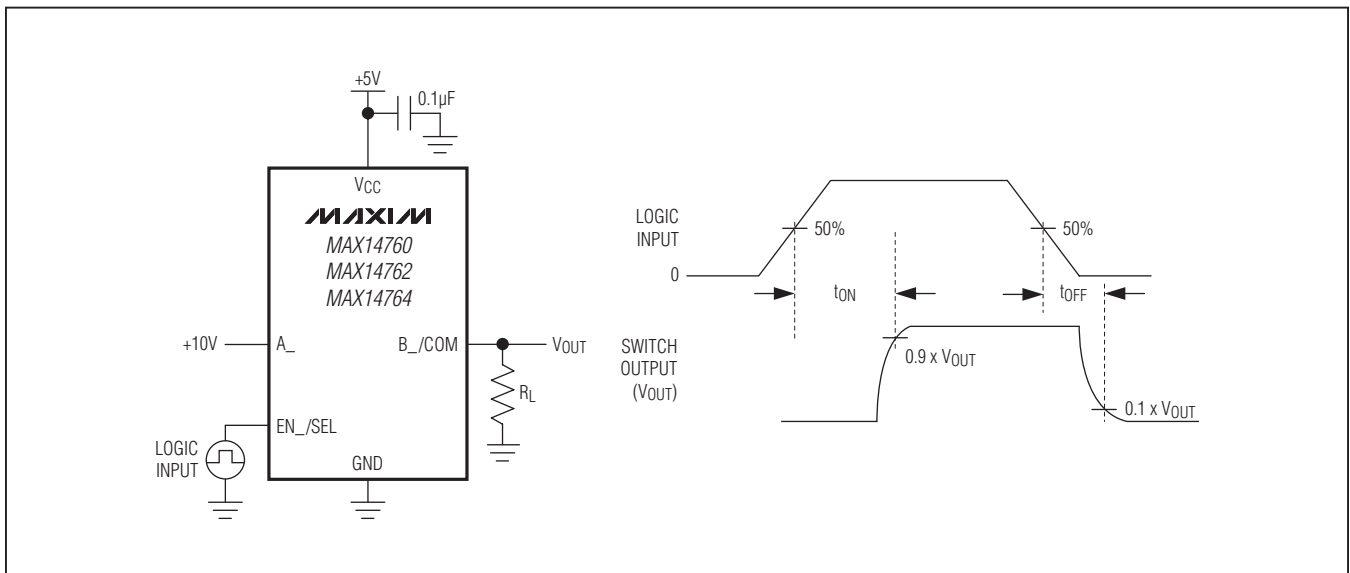 +5V
0.1µF
VCC
MAXIM
MAX14760
MAX14762
MAX14764
+10V
A_
B_/COM
VOUT
RL
EN_/SEL
LOGIC
INPUT
GND
LOGIC
INPUT
50%
50%
0
tON
tOFF
SWITCH
OUTPUT
(VOUT)
0.9 x VOUT
0.1 x VOUT